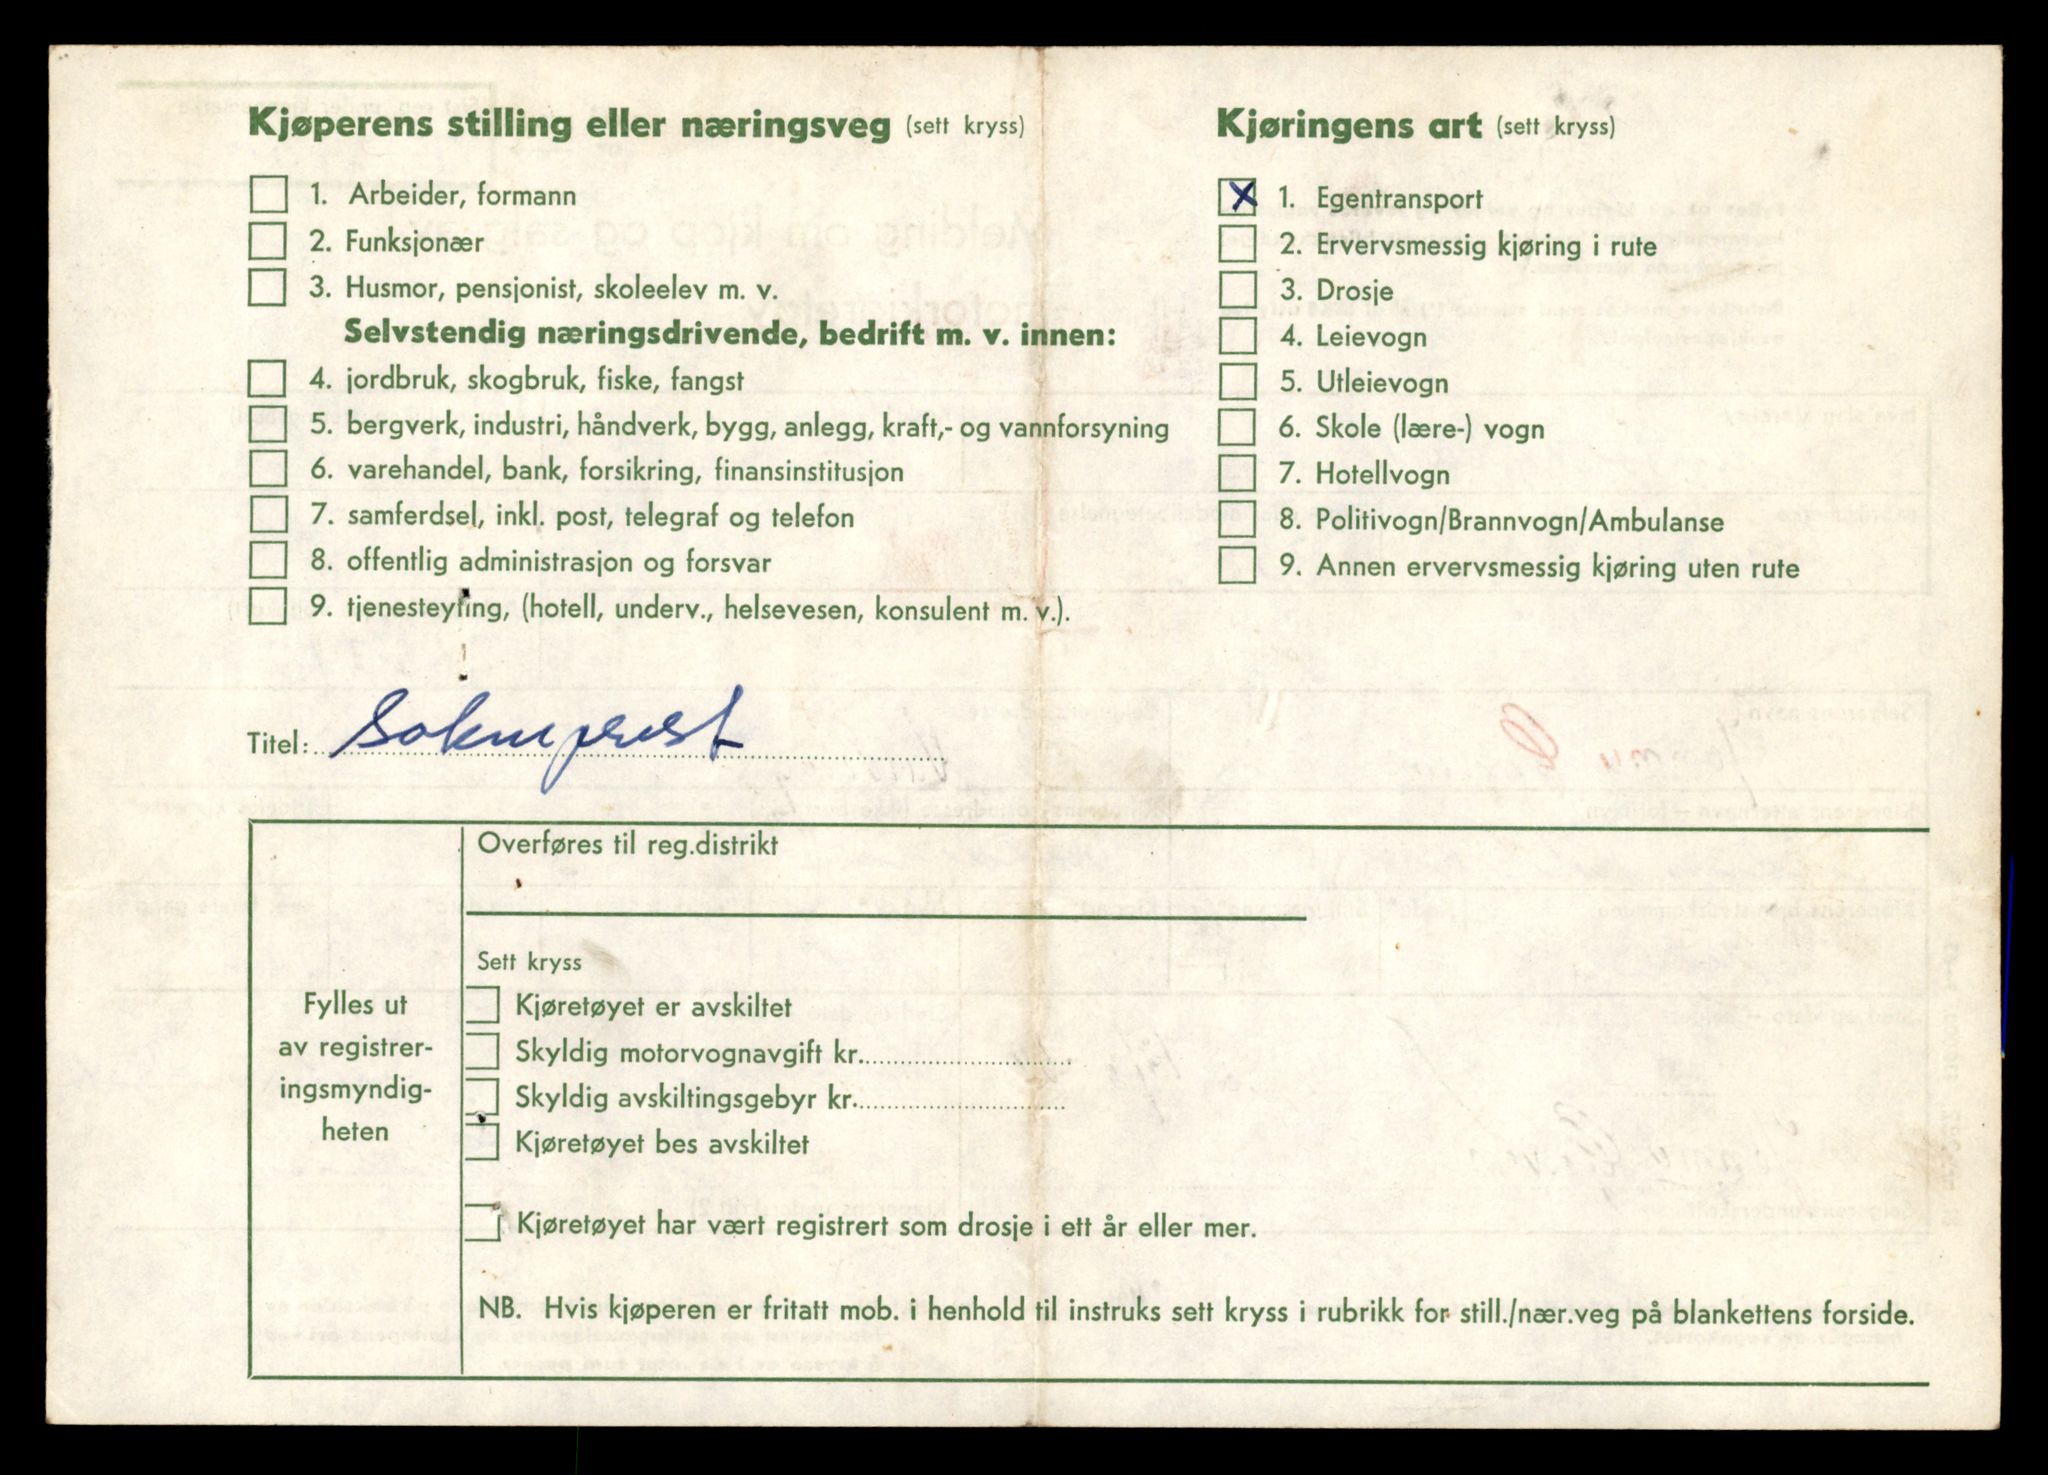 Kjøperens stilling eller næringsveg (sett kryss)
1. Arbeider, formann
2. Funksjonær
3. Husmor, pensjonist, skoleelev m. v.
Selvstendig næringsdrivende, bedrift m. v. innen:
4. jordbruk, skogbruk, fiske, fangst
5. bergverk, industri, håndverk, bygg, anlegg, kraft,- og vannforsyning
6. varehandel, bank, forsikring, finansinstitusjon
7. samferdsel, inkl. post, telegraf og telefon
8. offentlig administrasjon og forsvar
9. tjenesteyting, (hotell, underv., helsevesen, konsulent m. v.).
Kjøringens art (sett kryss)
X 1. Egentransport
2. Ervervsmessig kjøring i rute
3. Drosje
4. Leievogn
5. Utleievogn
6. Skole (lære-) vogn
7. Hotellvogn
8. Politivogn/Brannvogn/Ambulanse
9. Annen ervervsmessig kjøring uten rute
Titel: Sokneprest
Fylles ut
av registrer-
ingsmyndig-
heten
Overføres til reg.distrikt
Sett kryss
Kjøretøyet er avskiltet
Skyldig motorvognavgift kr.
Skyldig avskiltingsgebyr kr.
Kjøretøyet bes avskiltet
Kjøretøyet har vært registrert som drosje i ett år eller mer.
NB. Hvis kjøperen er fritatt mob. i henhold til instruks sett kryss i rubrikk for still./nær.veg på blankettens forside.